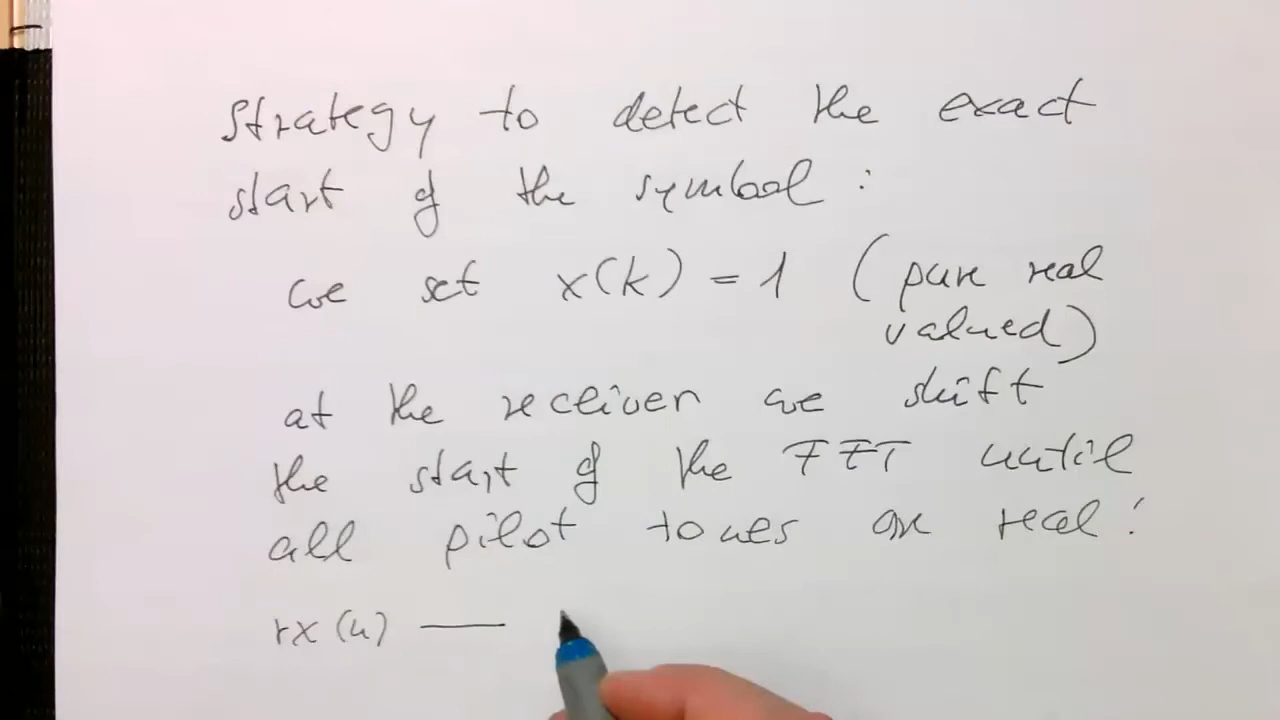 Strategy to detect the exact
start of the symbol :
we set x(k) = 1 (pure real
valued)
at the receiver we shift
the start of the FFT until
all pilot tones are real!
rx(n)